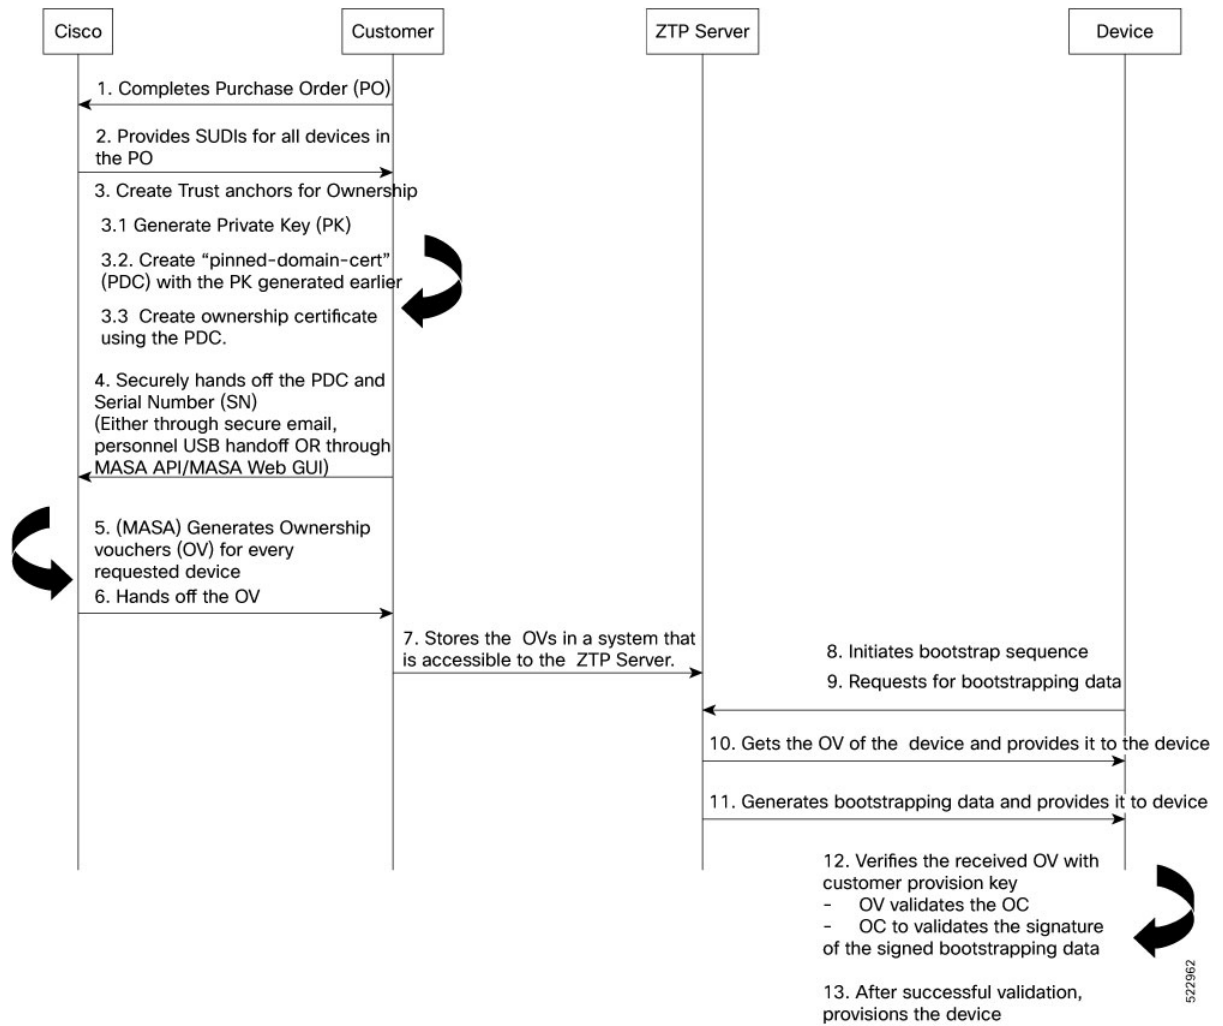 Cisco
Customer
ZTP Server
Device
1. Completes Purchase Order (PO)
2. Provides SUDIs for all devices in
the PO
3. Create Trust anchors for Ownership
3.1 Generate Private Key (PK)
3.2. Create “pinned-domain-cert”
(PDC) with the PK generated earlier
3.3 Create ownership certificate
using the PDC.
4. Securely hands off the PDC and
Serial Number (SN)
(Either through secure email,
personnel USB handoff OR through
MASA API/MASA Web GUI)
5. (MASA) Generates Ownership
vouchers (OV) for every
requested device
6. Hands off the OV
7. Stores the OVs in a system that
is accessible to the ZTP Server.
8. Initiates bootstrap sequence
9. Requests for bootstrapping data
10. Gets the OV of the device and provides it to the device
11. Generates bootstrapping data and provides it to device
12. Verifies the received OV with
customer provision key
- OV validates the OC
- OC to validates the signature
of the signed bootstrapping data
13. After successful validation,
provisions the device
522962